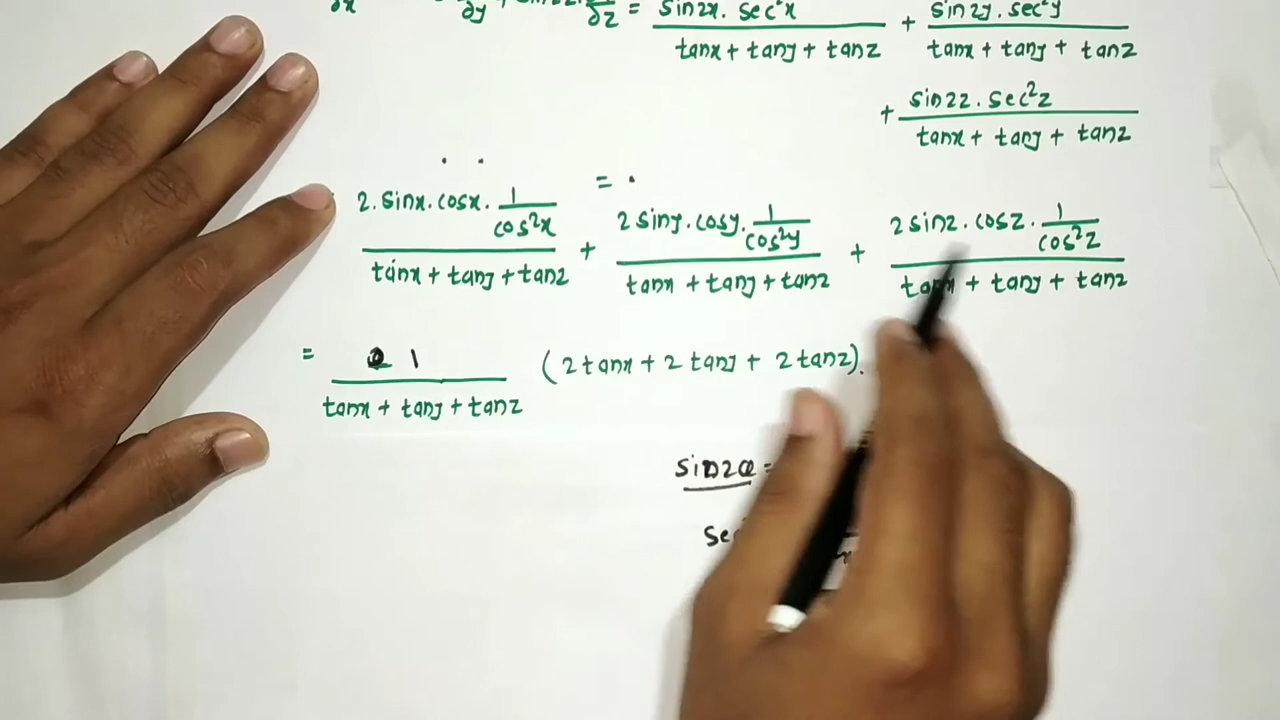 ∂x ∂y ∂z = sin2x. sec²x / tanx + tany + tanz + sin2y. sec²y / tanx + tany + tanz
+ sin2z. sec²z / tanx + tany + tanz
= .
2. sinx. cosx. 1/cos²x / tanx + tany + tanz + 2 siny. cosy. 1/cos²y / tanx + tany + tanz + 2 sinz. cosz. 1/cos²z / tanx + tany + tanz
= 1 / tanx + tany + tanz (2 tanx + 2 tany + 2 tanz).
sin2α =